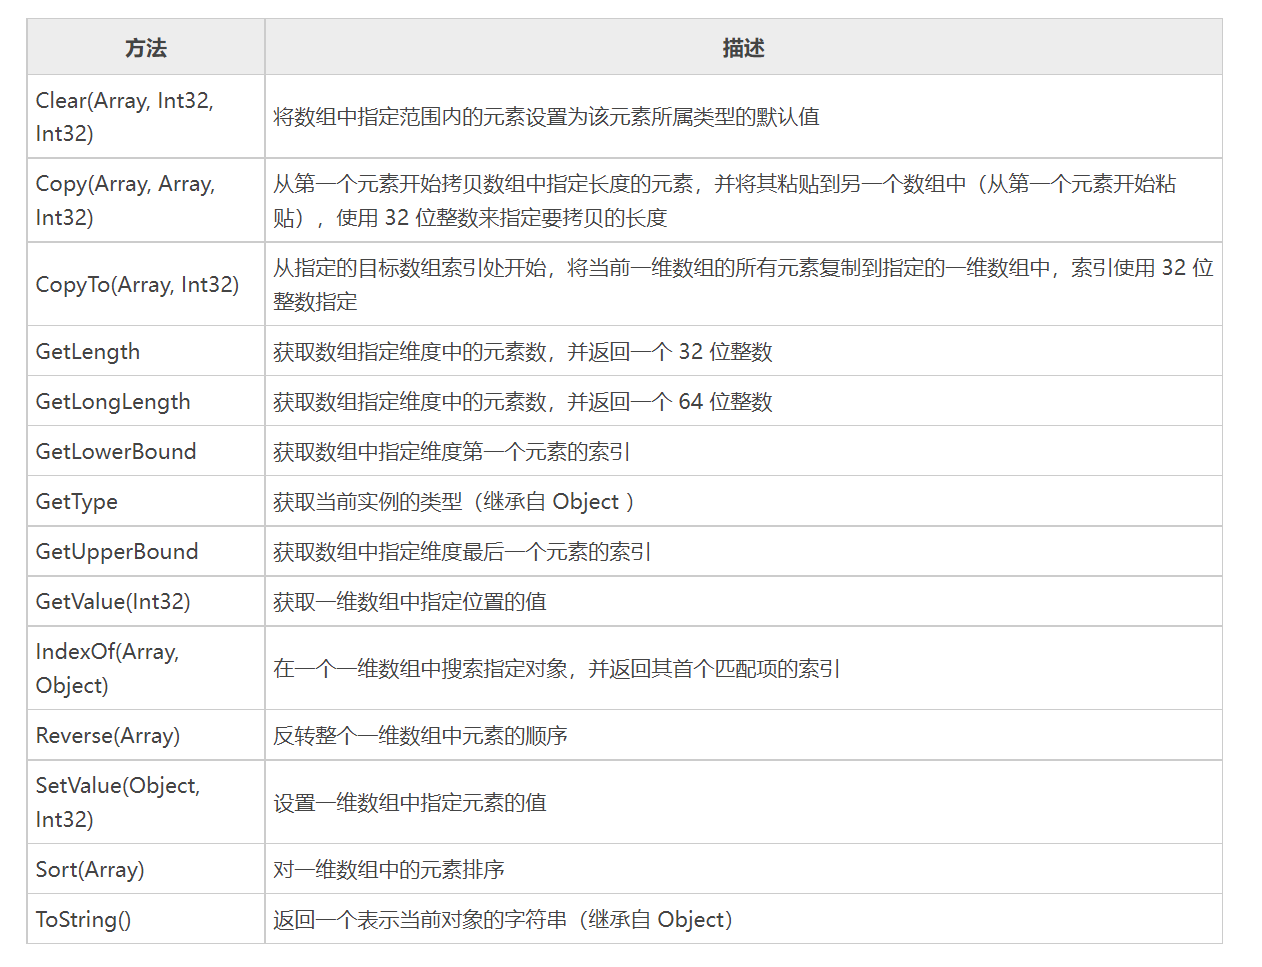 方法
描述
Clear(Array, Int32,
Int32)
将数组中指定范围内的元素设置为该元素所属类型的默认值
Copy(Array, Array,
Int32)
从第一个元素开始拷贝数组中指定长度的元素，并将其粘贴到另一个数组中（从第一个元素开始粘
贴），使用 32 位整数来指定要拷贝的长度
CopyTo(Array, Int32)
从指定的目标数组索引处开始，将当前一维数组的所有元素复制到指定的一维数组中，索引使用 32 位
整数指定
GetLength
获取数组指定维度中的元素数，并返回一个 32 位整数
GetLongLength
获取数组指定维度中的元素数，并返回一个 64 位整数
GetLowerBound
获取数组中指定维度第一个元素的索引
GetType
获取当前实例的类型（继承自 Object ）
GetUpperBound
获取数组中指定维度最后一个元素的索引
GetValue(Int32)
获取一维数组中指定位置的值
IndexOf(Array,
Object)
在一个一维数组中搜索指定对象，并返回其首个匹配项的索引
Reverse(Array)
反转整个一维数组中元素的顺序
SetValue(Object,
Int32)
设置一维数组中指定元素的值
Sort(Array)
对一维数组中的元素排序
ToString()
返回一个表示当前对象的字符串（继承自 Object）